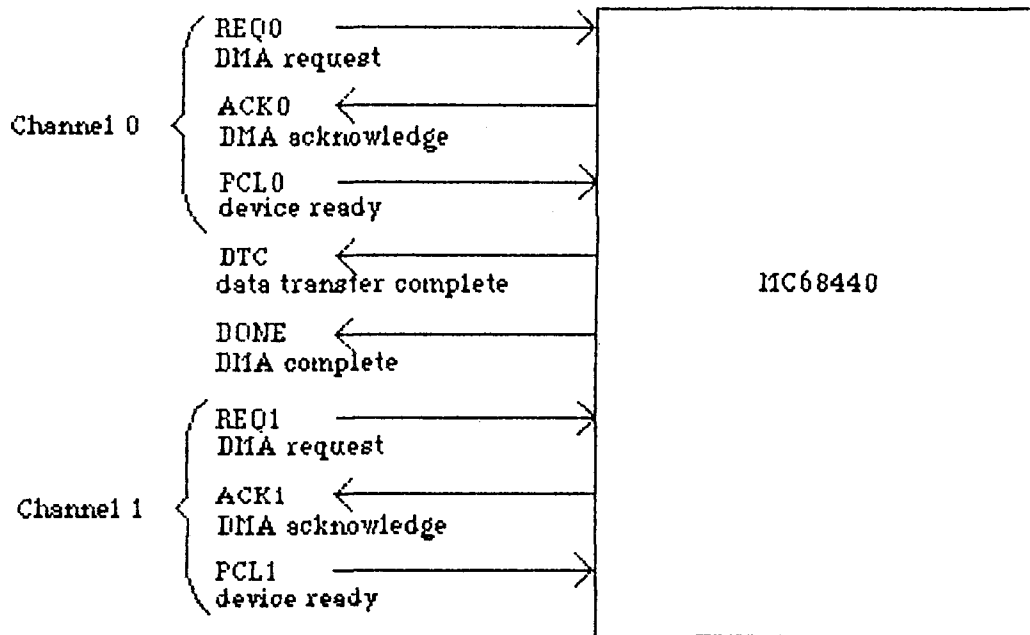 REQ0
DMA request
Channel 0
ACK0
DMA acknowledge
PCL0
device ready
DTC
data transfer complete
MC68440
DONE
DMA complete
REQ1
DMA request
Channel 1
ACK1
DMA acknowledge
PCL1
device ready